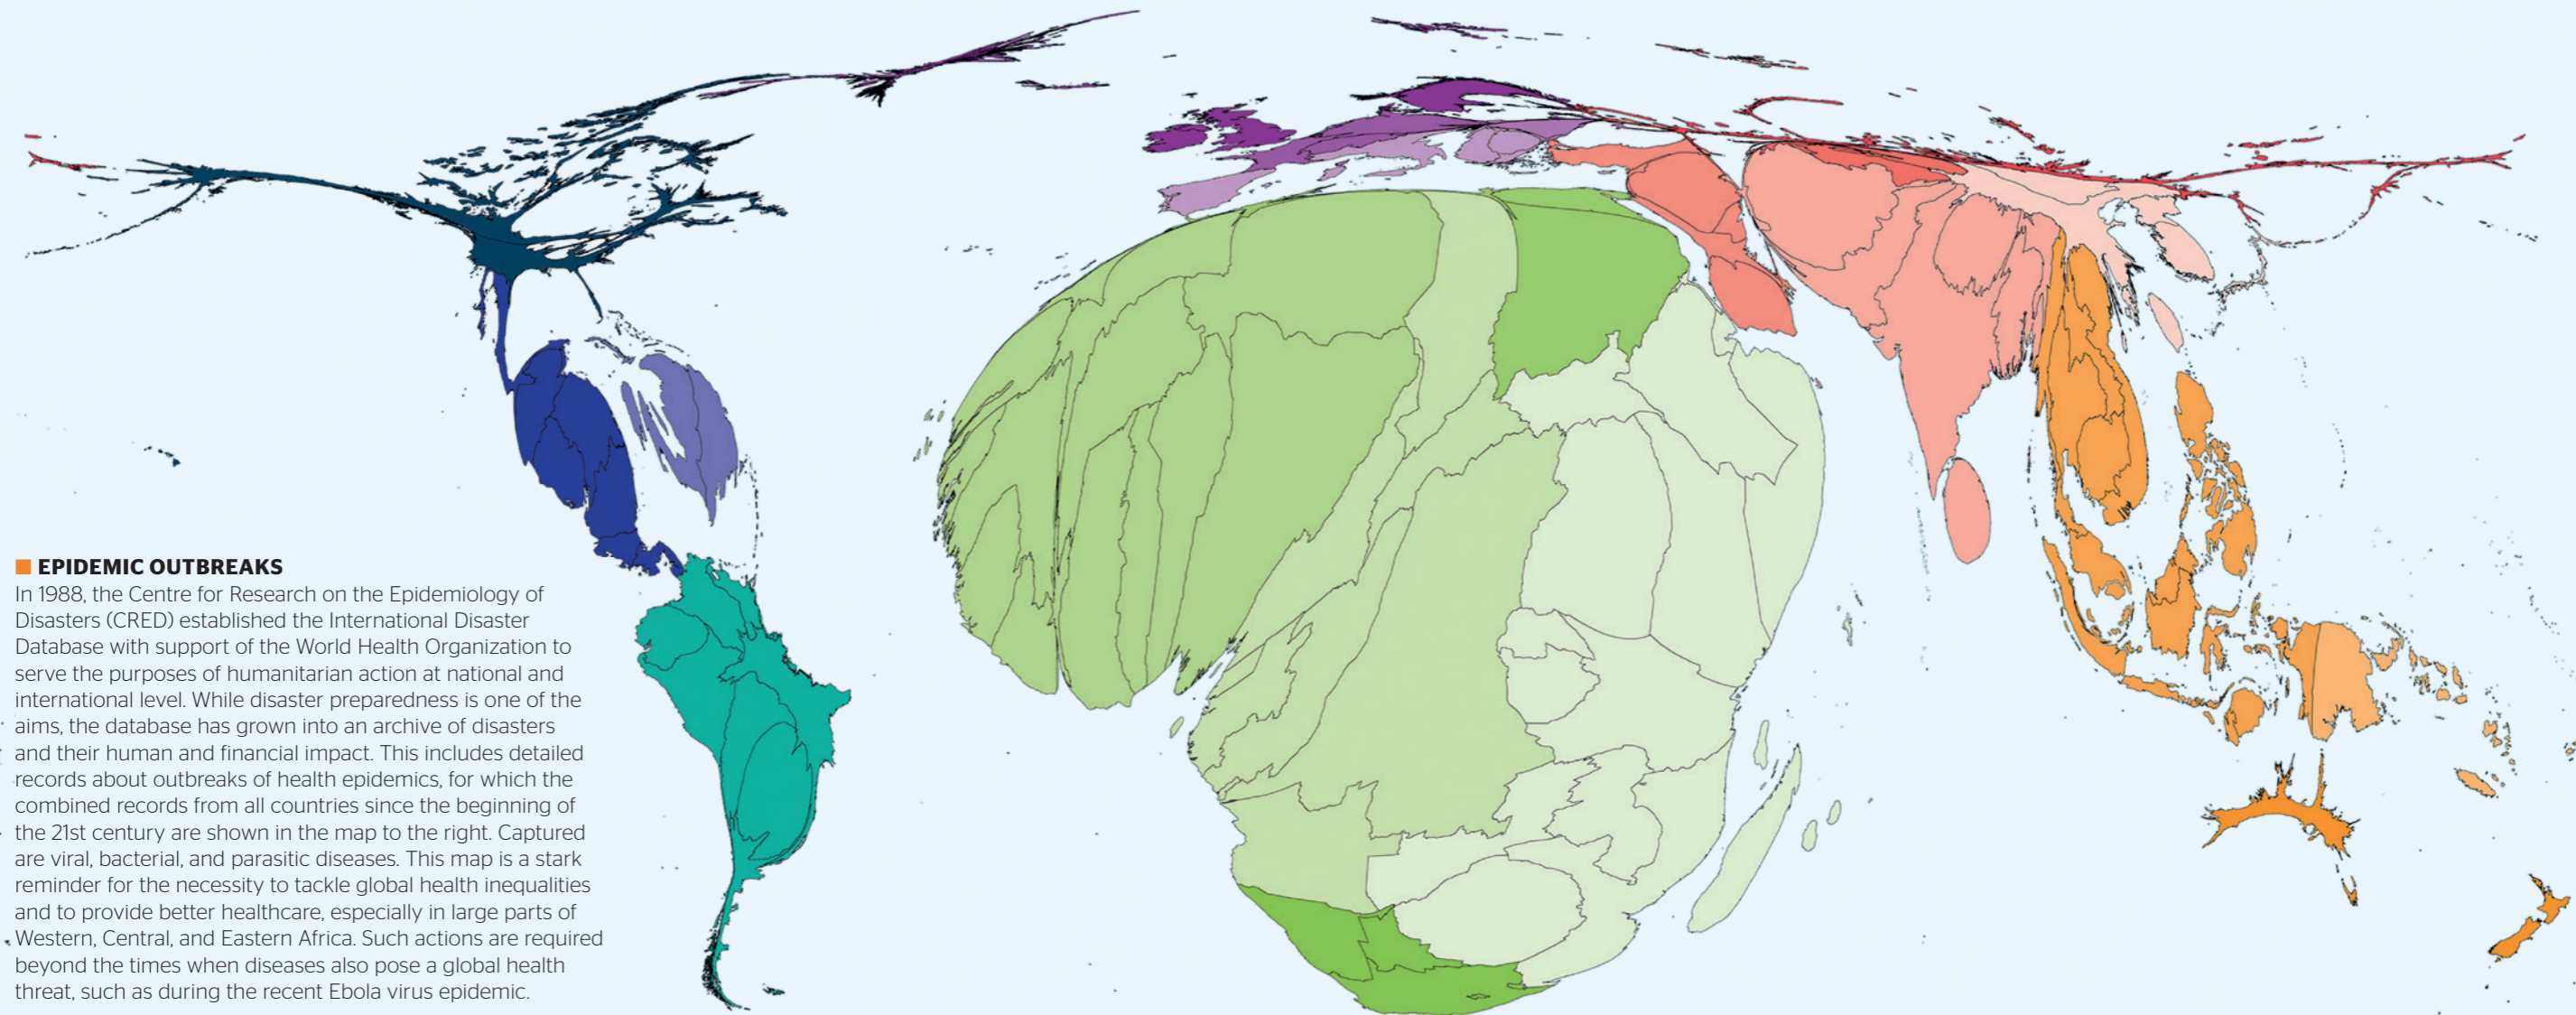 EPIDEMIC OUTBREAKS
In 1988, the Centre for Research on the Epidemiology of
Disasters (CRED) established the International Disaster
Database with support of the World Health Organization to
serve the purposes of humanitarian action at national and
international level. While disaster preparedness is one of the
aims, the database has grown into an archive of disasters
and their human and financial impact. This includes detailed
records about outbreaks of health epidemics, for which the
combined records from all countries since the beginning of
the 21st century are shown in the map to the right. Captured
are viral, bacterial, and parasitic diseases. This map is a stark
reminder for the necessity to tackle global health inequalities
and to provide better healthcare, especially in large parts of
Western, Central, and Eastern Africa. Such actions are required
beyond the times when diseases also pose a global health
threat, such as during the recent Ebola virus epidemic.